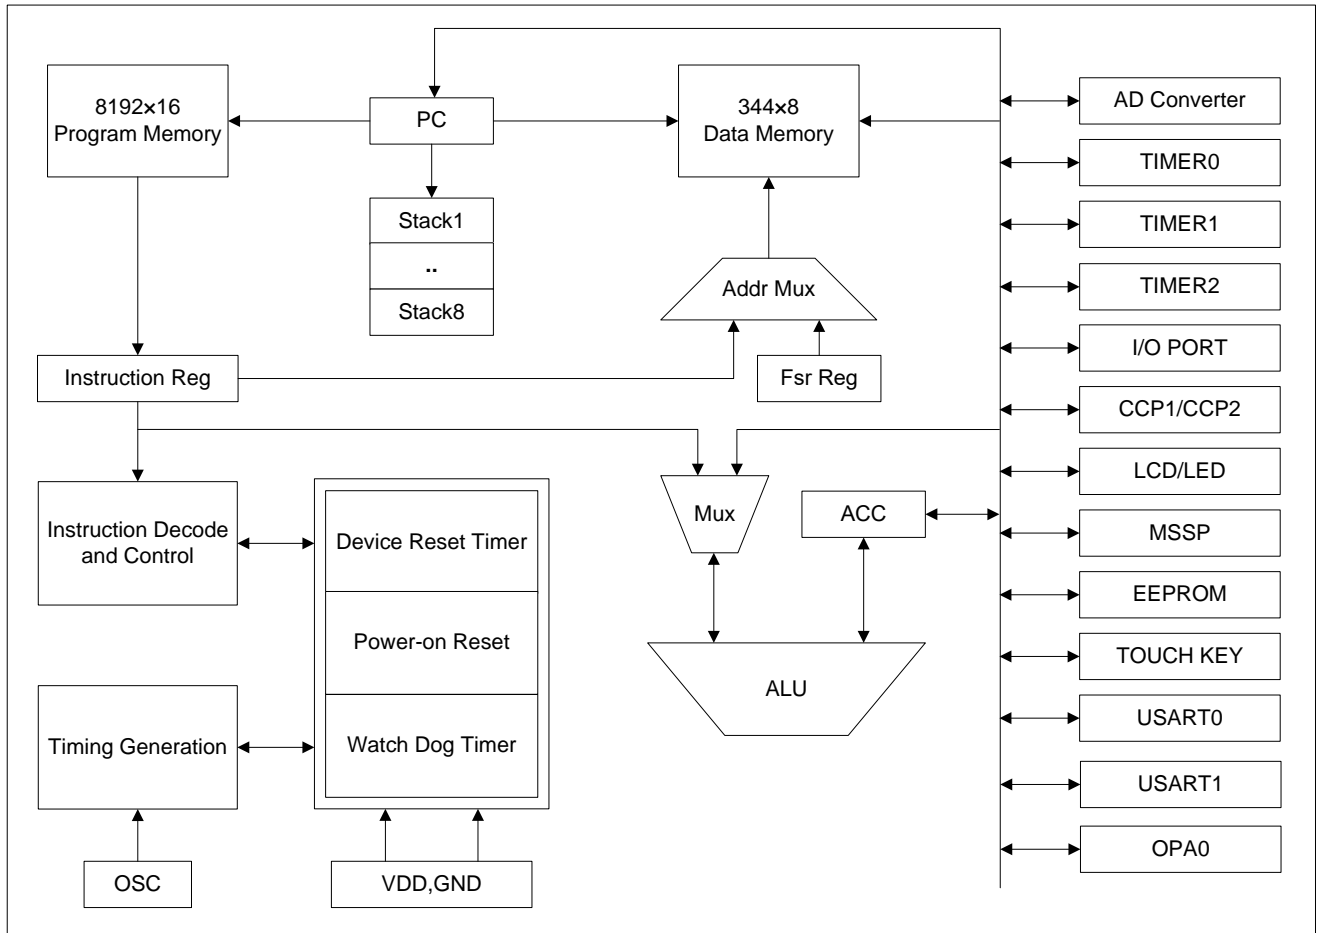 8192×16
Program Memory
PC
344×8
Data Memory
AD Converter
TIMER0
TIMER1
TIMER2
I/O PORT
CCP1/CCP2
LCD/LED
MSSP
EEPROM
TOUCH KEY
USART0
USART1
OPA0
Stack1
..
Stack8
Addr Mux
Instruction Reg
Fsr Reg
Mux
ACC
ALU
Instruction Decode
and Control
Device Reset Timer
Power-on Reset
Watch Dog Timer
Timing Generation
OSC
VDD,GND